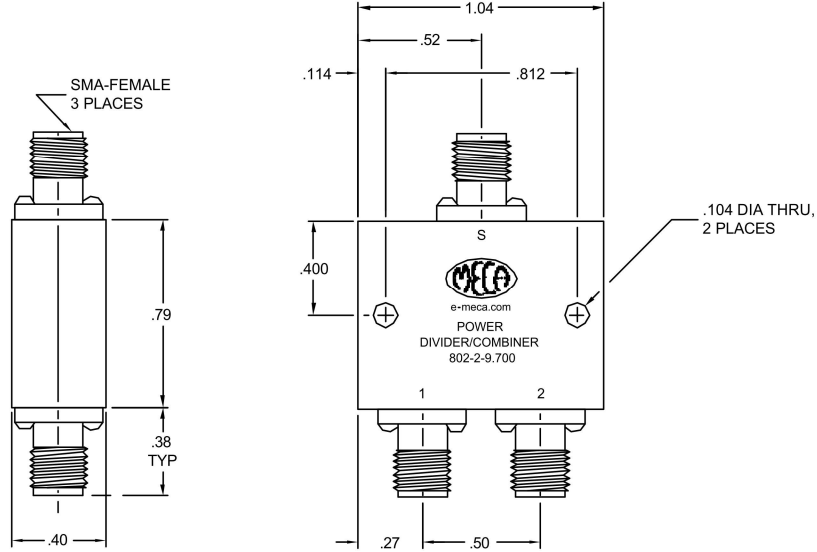 1.04
.52
.114
.812
SMA-FEMALE
3 PLACES
.104 DIA THRU,
2 PLACES
S
.400
MECA
e-meca.com
POWER
DIVIDER/COMBINER
802-2-9.700
.79
1
2
.38
TYP
.40
.27
.50